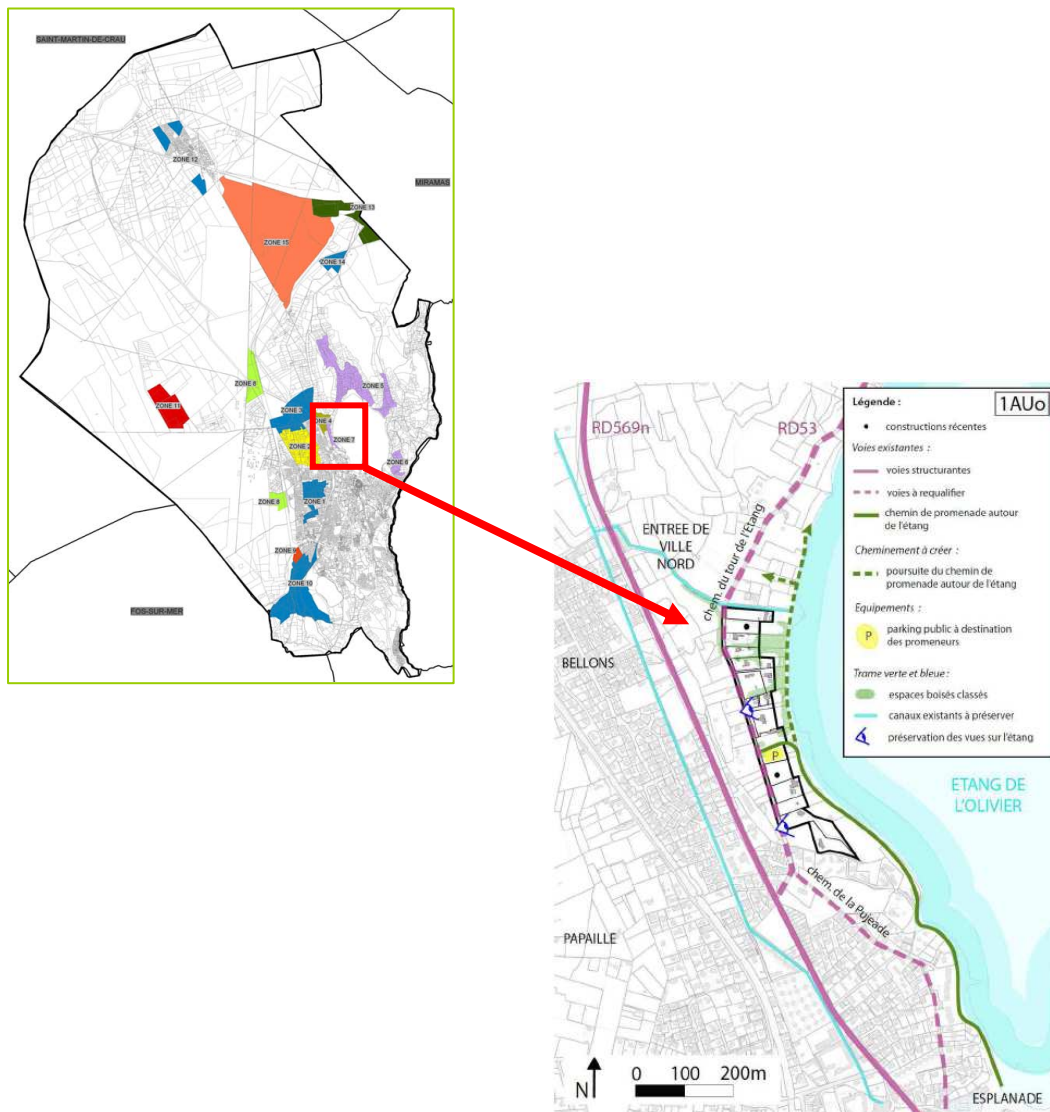 SAINT-MARTIN-DE-CRAU
MIRAMAS
ZONE 12
ZONE 13
ZONE 15
ZONE 14
ZONE 8
ZONE 5
ZONE 11
ZONE 3
ZONE 4
ZONE 7
ZONE 2
ZONE 8
ZONE 1
ZONE 10
FOS-SUR-MER
RD569n
RD53
Légende :
1AUo
constructions récentes
Voies existantes :
voies structurantes
voies à requalifier
chemin de promenade autour
de l'étang
Cheminement à créer :
poursuite du chemin de
promenade autour de l'étang
Equipements :
P
parking public à destination
des promeneurs
Trame verte et bleue :
espaces boisés classés
canaux existants à préserver
préservation des vues sur l'étang
ENTREE DE
VILLE
NORD
chem. du tour de l'Etang
BELLONS
P
ETANG DE
L'OLIVIER
chem. de la Pujeade
PAPAILLE
N
0 100 200m
ESPLANADE